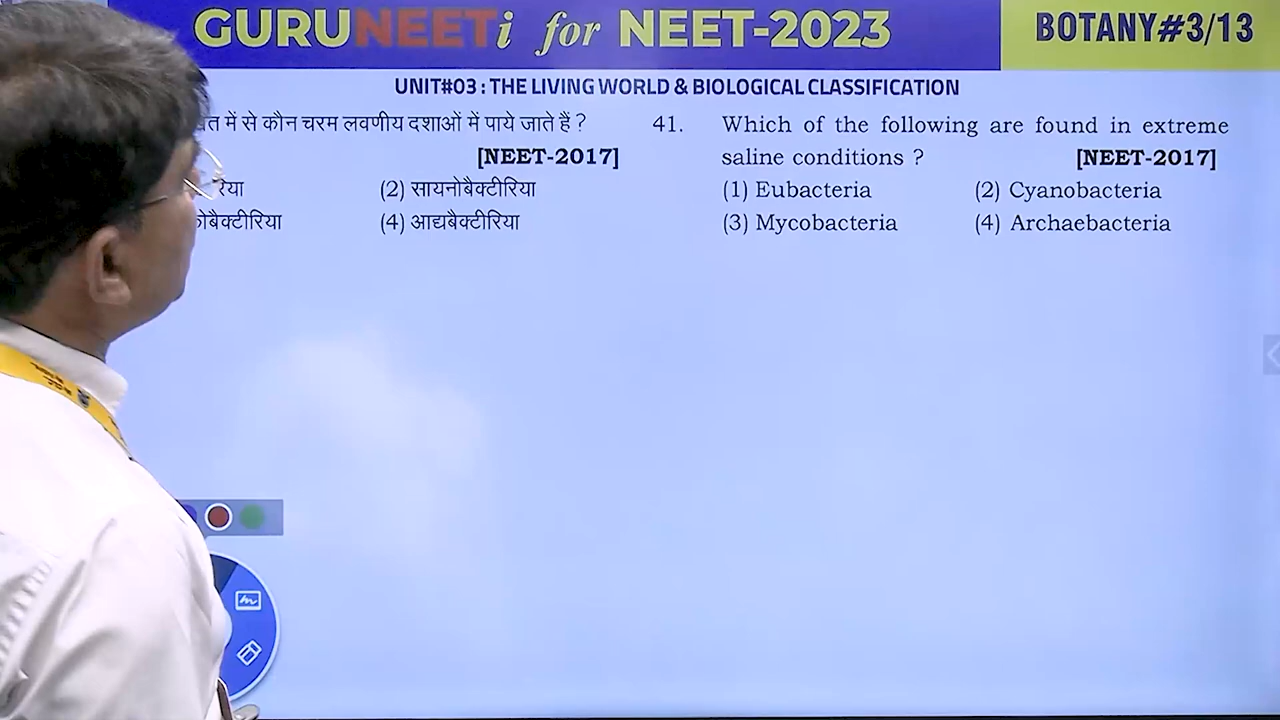 GURUNEETi for NEET-2023
BOTANY#3/13
UNIT#03 : THE LIVING WORLD & BIOLOGICAL CLASSIFICATION
में से कौन चरम लवणीय दशाओं में पाये जाते हैं ?
[NEET-2017]
(2) सायनोबैक्टीरिया
(4) आद्यबैक्टीरिया
41. Which of the following are found in extreme
saline conditions ? [NEET-2017]
(1) Eubacteria (2) Cyanobacteria
(3) Mycobacteria (4) Archaebacteria